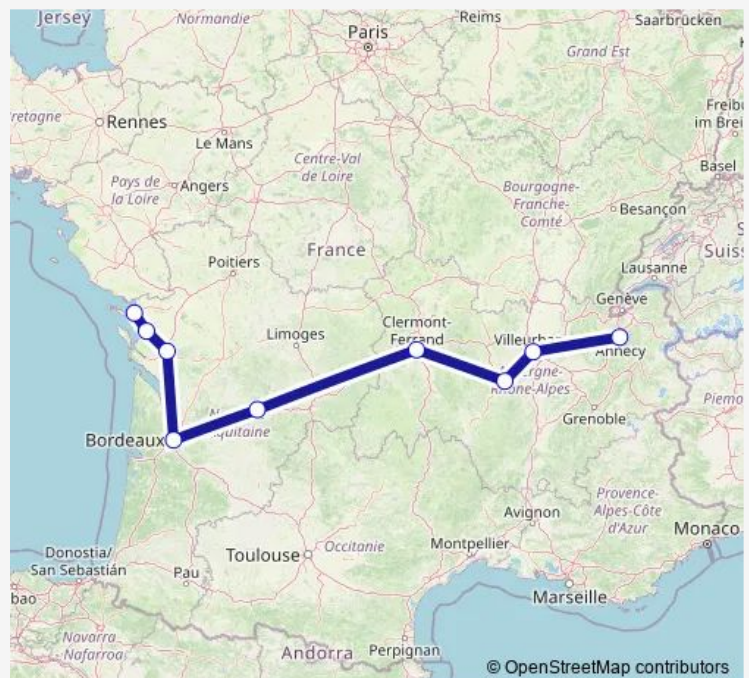 Jersey
Normandie
Paris
Reims
Saarbrücken
Grand Est
Rennes
Le Mans
Freibu
im Brei
Basel
Centre-Val
de Loire
Pays de
la Loire
Angers
Bourgogne-
Franche-
Comté
Besançon
France
Suiss
Lausanne
Poitiers
Genève
Limoges
Clermont-
Ferrand
Annecy
Rhône-Alpes
Grenoble
Piemo
Bordeaux
Avignon
Provence-
Alpes-Côte
d'Azur
Toulouse
Occitanie
Montpellier
Monaco
Donostia/
San Sebastián
Pau
Marseille
bao
Navarra
Nafarroa
Andorra
Perpignan
© OpenStreetMap contributors